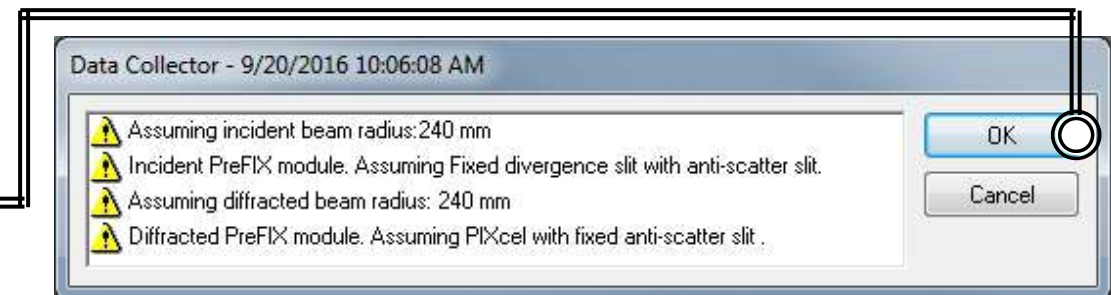 Data Collector - 9/20/2016 10:06:08 AM
Assuming incident beam radius:240 mm
Incident PreFIX module. Assuming Fixed divergence slit with anti-scatter slit.
Assuming diffracted beam radius: 240 mm
Diffracted PreFIX module. Assuming PIXcel with fixed anti-scatter slit .
OK
Cancel